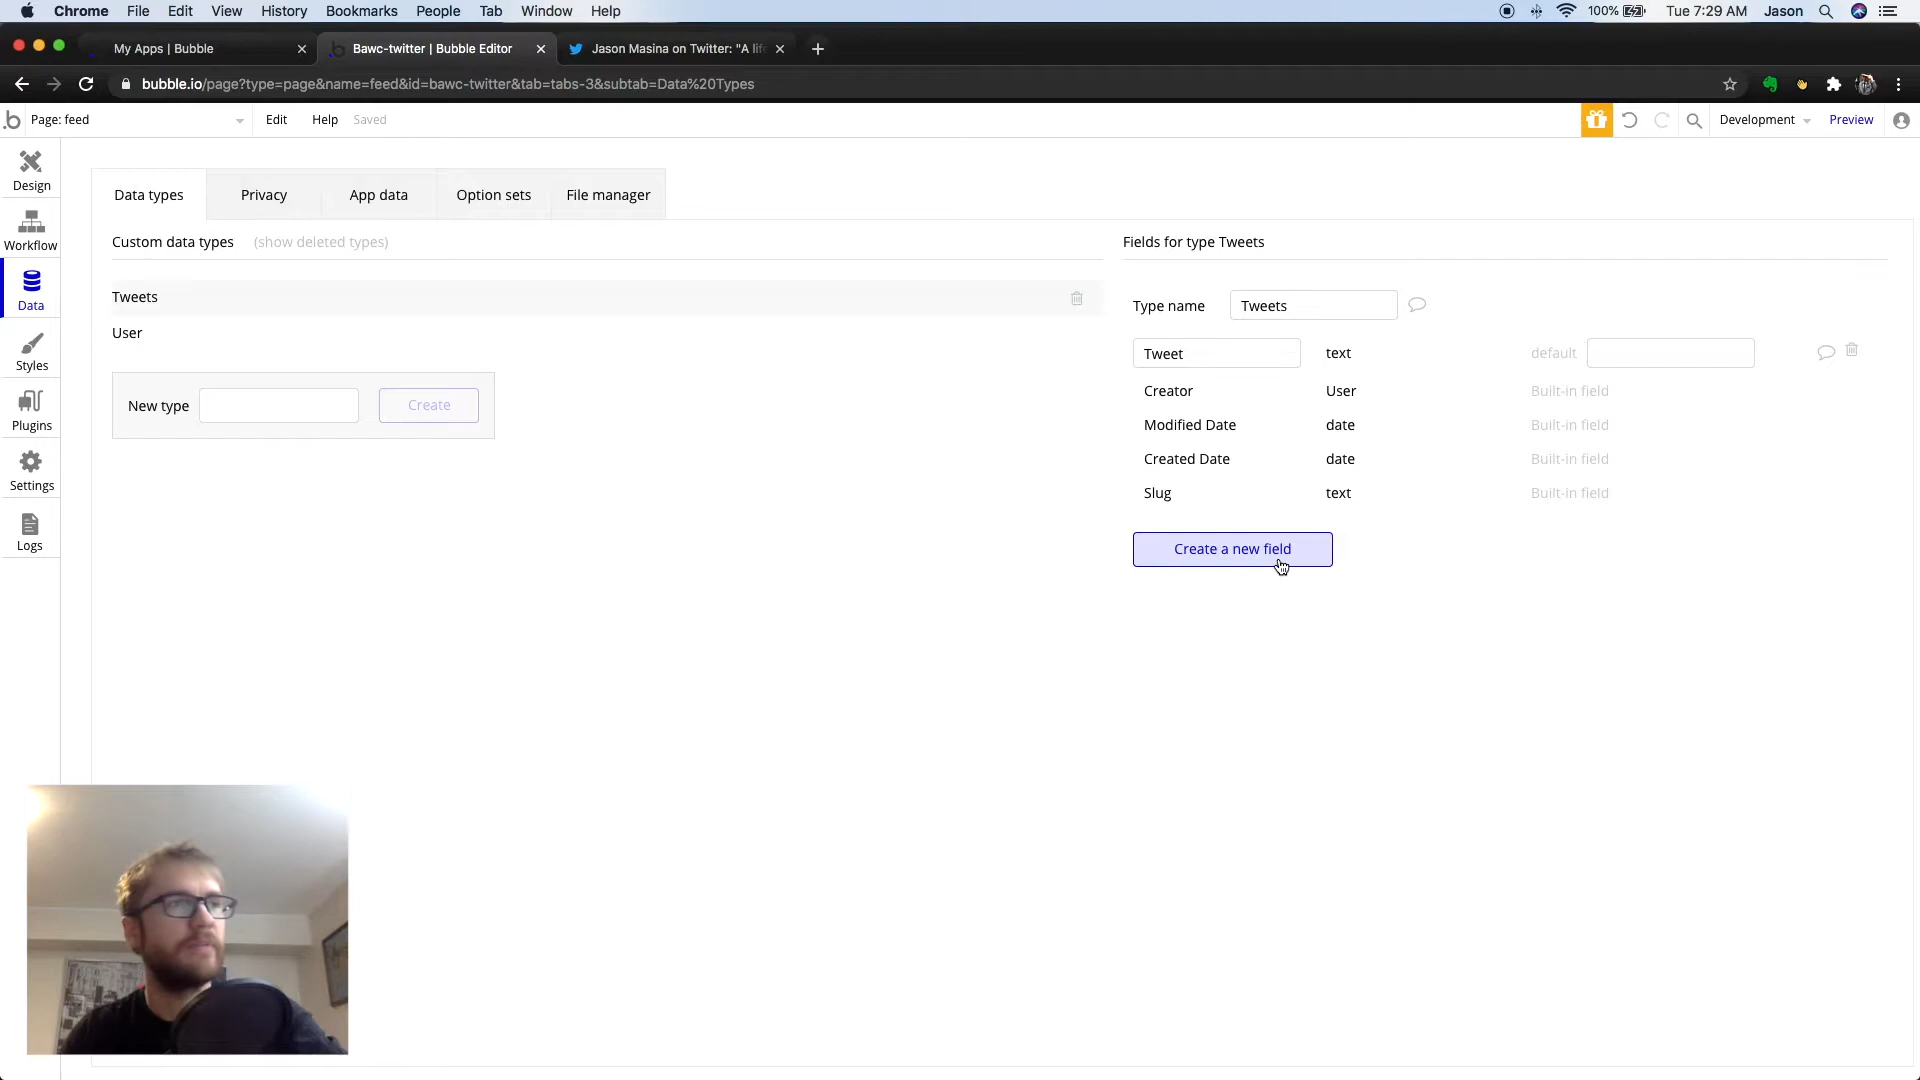 Chrome File Edit View History Bookmarks People Tab Window Help 100% Tue 7:29 AM Jason
My Apps | Bubble Bawc-twitter | Bubble Editor Jason Masina on Twitter: "A life
bubble.io/page?type=page&name=feed&id=bawc-twitter&tab=tabs-3&subtab=Data%20Types
.b Page: feed Edit Help Saved Development Preview
Design
Workflow
Data
Styles
Plugins
Settings
Logs
Data types Privacy App data Option sets File manager
Custom data types (show deleted types)
Tweets
User
New type Create
Fields for type Tweets
Type name Tweets
Tweet text default
Creator User Built-in field
Modified Date date Built-in field
Created Date date Built-in field
Slug text Built-in field
Create a new field